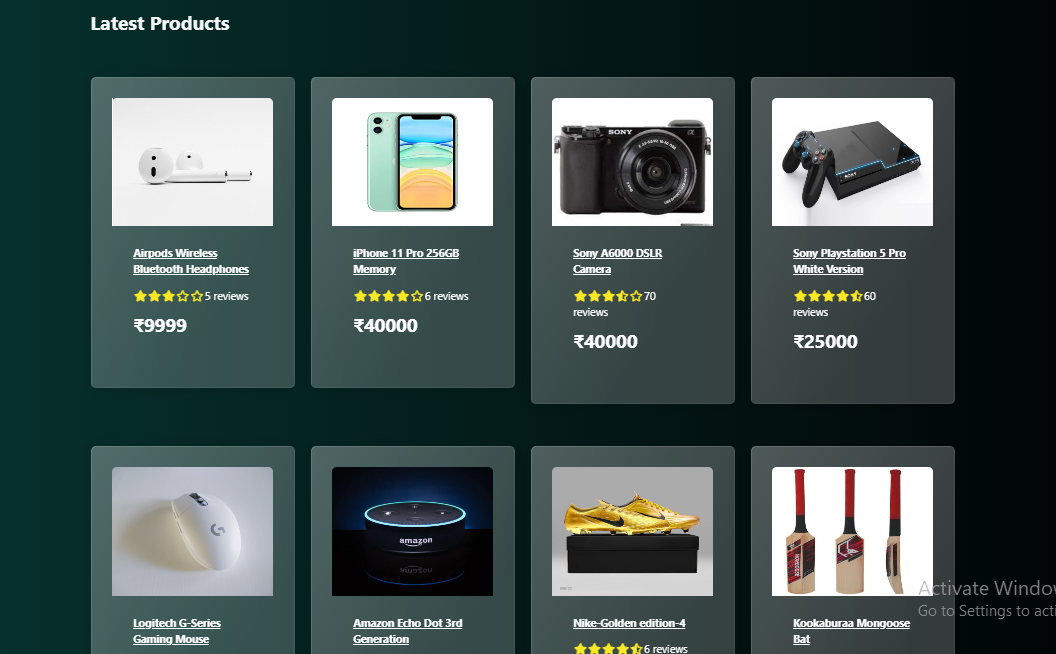 Latest Products
SONY
α
SONY
Airpods Wireless
Bluetooth Headphones
iPhone 11 Pro 256GB
Memory
Sony A6000 DSLR
Camera
Sony Playstation 5 Pro
White Version
5 reviews
6 reviews
70
reviews
60
reviews
₹9999
₹40000
₹40000
₹25000
G
amazon
Activate Window
Go to Settings to acti
Logitech G-Series
Gaming Mouse
Amazon Echo Dot 3rd
Generation
Nike-Golden edition-4
Kookaburaa Mongoose
Bat
6 reviews